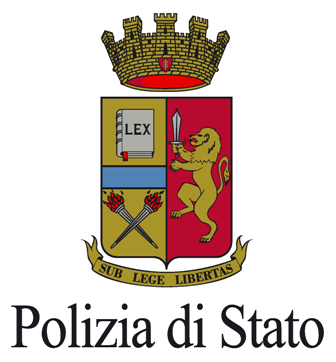 LEX
SUB LEGE LIBERTAS
Polizia di Stato